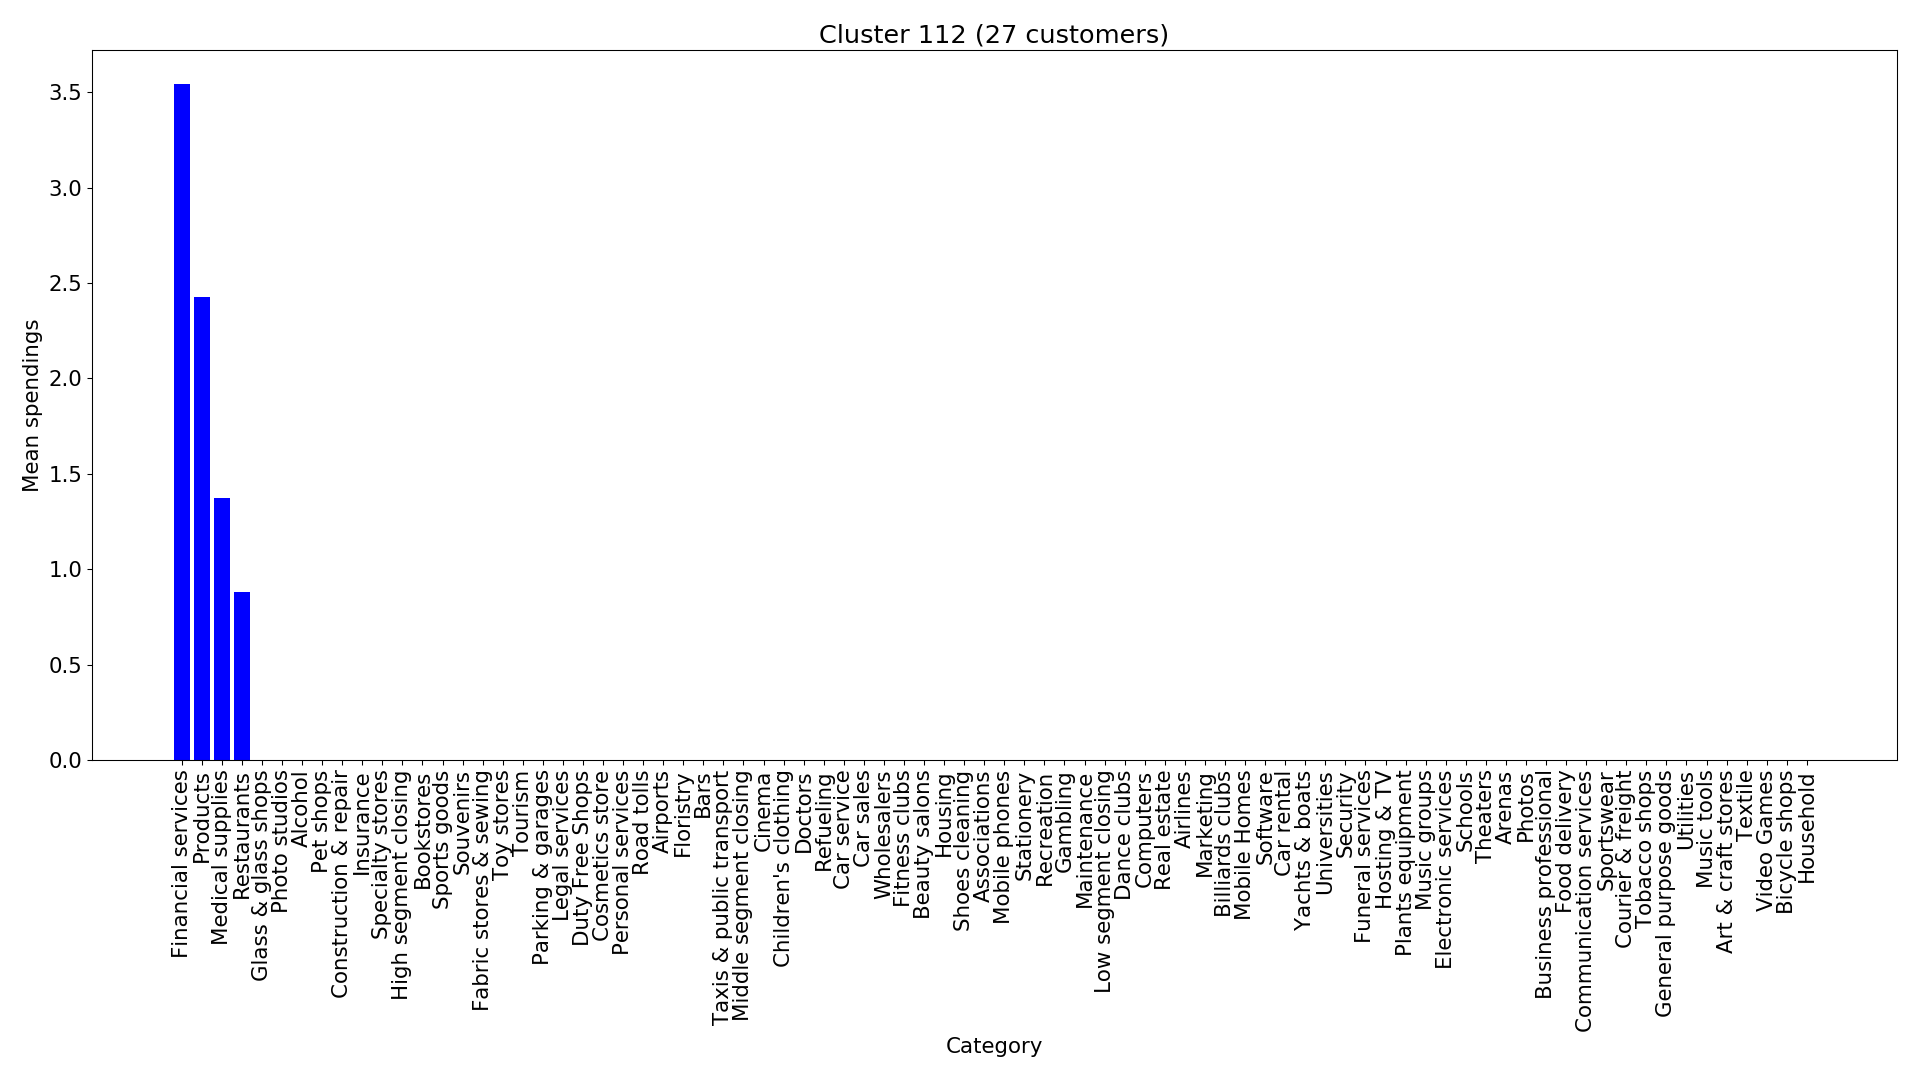 Cluster 112 (27 customers)
Mean spendings
3.5
3.0
2.5
2.0
1.5
1.0
0.5
0.0
Financial services
Products
Medical supplies
Restaurants
Glass & glass shops
Photo studios
Alcohol
Pet shops
Construction & repair
Insurance
Specialty stores
High segment closing
Bookstores
Sports goods
Souvenirs
Fabric stores & sewing
Toy stores
Tourism
Parking & garages
Legal services
Duty Free Shops
Cosmetics store
Personal services
Road tolls
Airports
Floristry
Bars
Taxis & public transport
Middle segment closing
Cinema
Children's clothing
Doctors
Refueling
Car service
Car sales
Wholesalers
Fitness clubs
Beauty salons
Housing
Shoes cleaning
Associations
Mobile phones
Stationery
Recreation
Gambling
Maintenance
Low segment closing
Dance clubs
Computers
Real estate
Airlines
Marketing
Billiards clubs
Mobile Homes
Software
Car rental
Yachts & boats
Universities
Security
Funeral services
Hosting & TV
Plants equipment
Music groups
Electronic services
Schools
Theaters
Arenas
Photos
Business professional
Food delivery
Communication services
Sportswear
Courier & freight
Tobacco shops
General purpose goods
Utilities
Music tools
Art & craft stores
Textile
Video Games
Bicycle shops
Household
Category